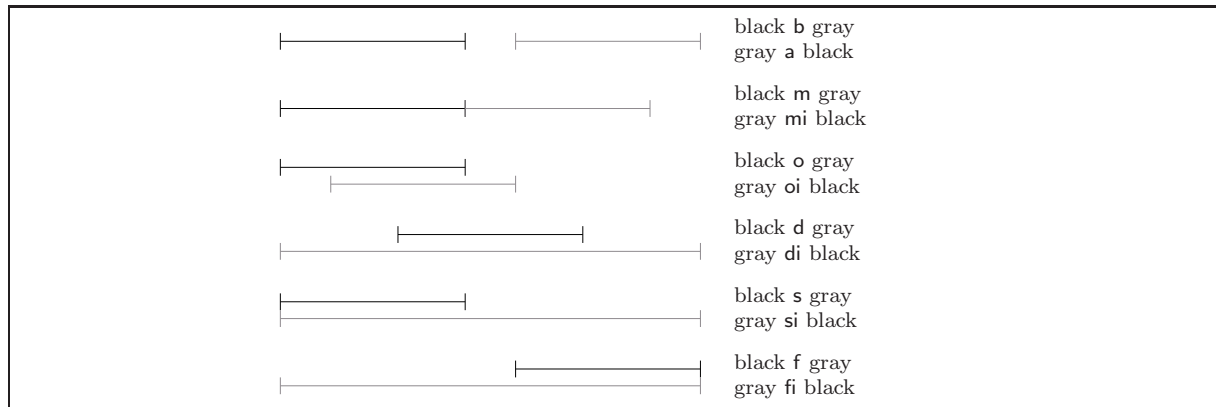 black b gray
gray a black
black m gray
gray mi black
black o gray
gray oi black
black d gray
gray di black
black s gray
gray si black
black f gray
gray fi black